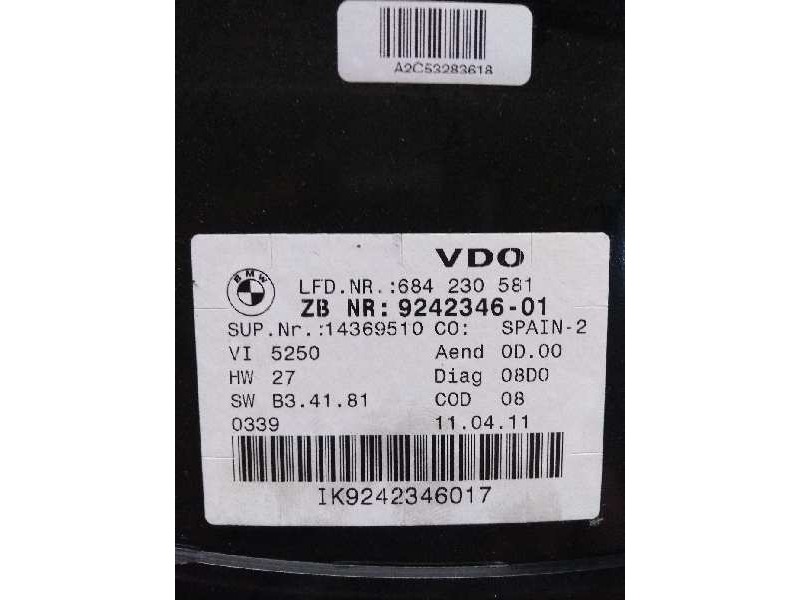 A2C53283618
VDO
BMW
LFD.NR.:684 230 581
ZB NR: 9242346-01
SUP.Nr.:14369510 CO: SPAIN-2
VI 5250 Aend 0D.00
HW 27 Diag 08D0
SW B3.41.81 COD 08
0339 11.04.11
IK9242346017